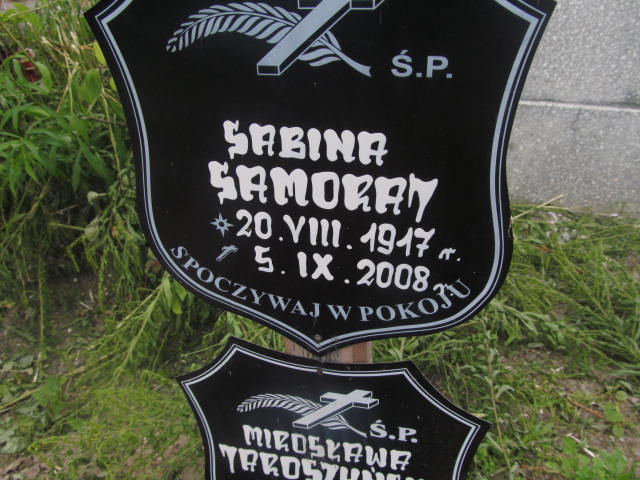 Ś.P.
SABINA
SAMORAJ
20.VIII.1917 r.
5.IX.2008 r.
SPOCZYWAJ W POKOJU
Ś.P.
MIROSŁAWA